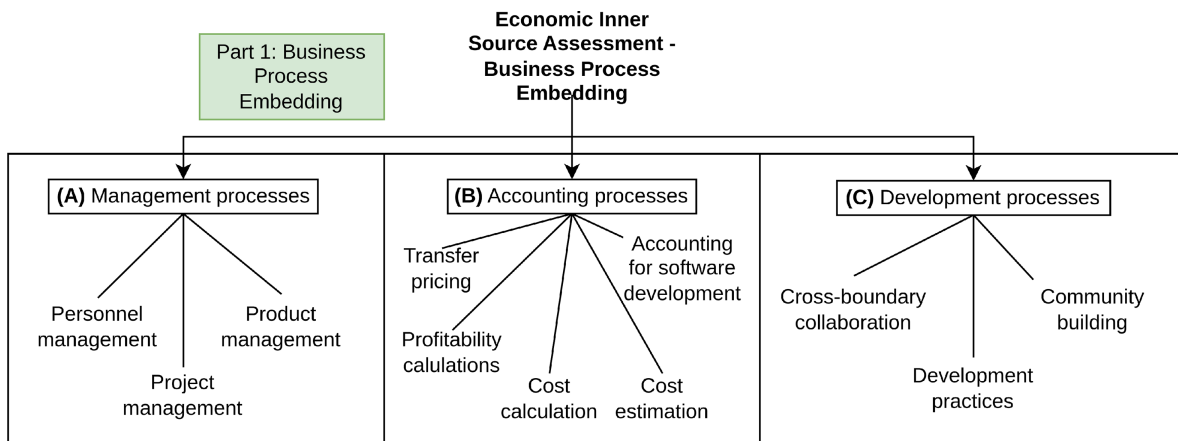 Economic Inner
Source Assessment -
Business Process
Embedding
Part 1: Business
Process
Embedding
(A) Management processes
Personnel
management
Project
management
Product
management
(B) Accounting processes
Transfer
pricing
Profitability
calulations
Cost
calculation
Cost
estimation
Accounting
for software
development
(C) Development processes
Cross-boundary
collaboration
Development
practices
Community
building